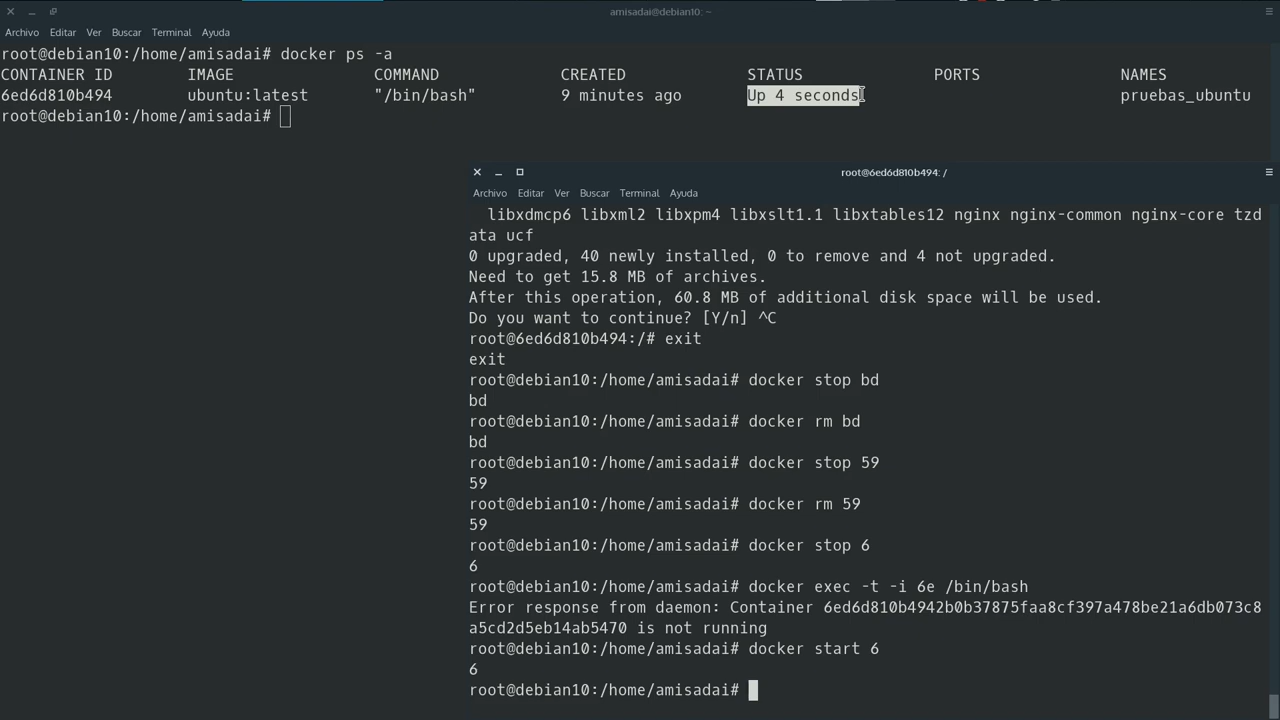 amisadai@debian10: ~
Archivo Editar Ver Buscar Terminal Ayuda
root@debian10:/home/amisadai# docker ps -a
CONTAINER ID IMAGE COMMAND CREATED STATUS PORTS NAMES
6ed6d810b494 ubuntu:latest "/bin/bash" 9 minutes ago Up 4 seconds pruebas_ubuntu
root@debian10:/home/amisadai#
root@6ed6d810b494: /
Archivo Editar Ver Buscar Terminal Ayuda
libxdmcp6 libxml2 libxpm4 libxslt1.1 libxtables12 nginx nginx-common nginx-core tzd
ata ucf
0 upgraded, 40 newly installed, 0 to remove and 4 not upgraded.
Need to get 15.8 MB of archives.
After this operation, 60.8 MB of additional disk space will be used.
Do you want to continue? [Y/n] ^C
root@6ed6d810b494:/# exit
exit
root@debian10:/home/amisadai# docker stop bd
bd
root@debian10:/home/amisadai# docker rm bd
bd
root@debian10:/home/amisadai# docker stop 59
59
root@debian10:/home/amisadai# docker rm 59
59
root@debian10:/home/amisadai# docker stop 6
6
root@debian10:/home/amisadai# docker exec -t -i 6e /bin/bash
Error response from daemon: Container 6ed6d810b4942b0b37875faa8cf397a478be21a6db073c8
a5cd2d5eb14ab5470 is not running
root@debian10:/home/amisadai# docker start 6
6
root@debian10:/home/amisadai#